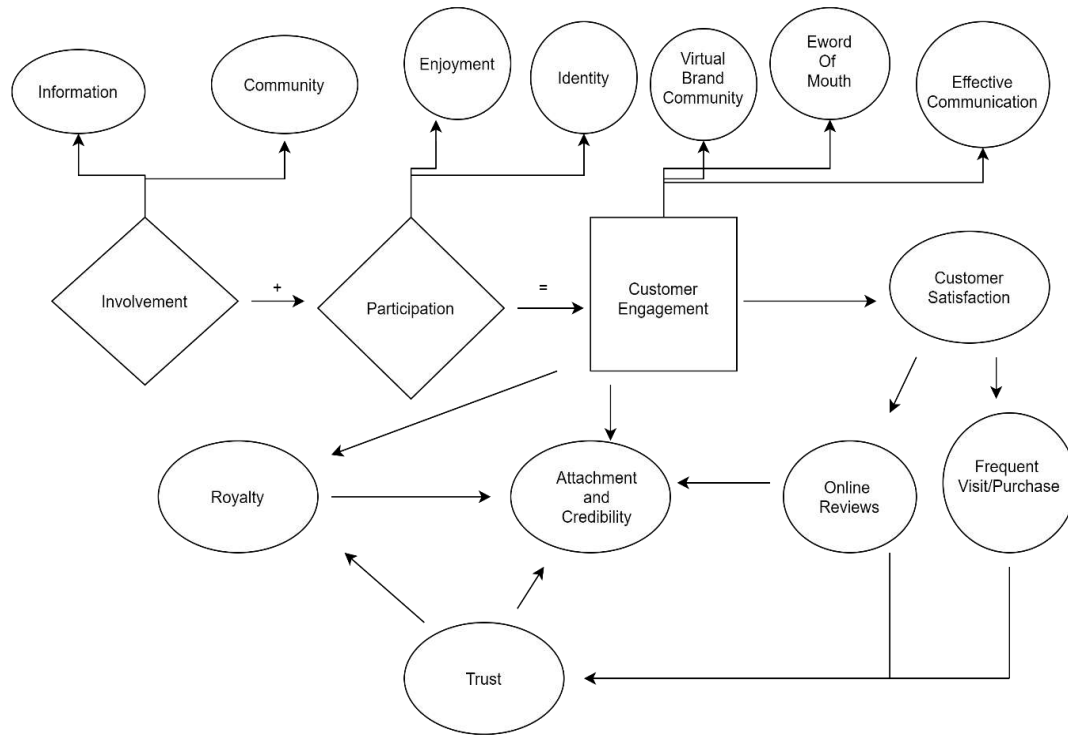 Information
Community
Enjoyment
Identity
Virtual
Brand
Community
Eword
Of
Mouth
Effective
Communication
Involvement
+
Participation
=
Customer
Engagement
Customer
Satisfaction
Royalty
Attachment
and
Credibility
Online
Reviews
Frequent
Visit/Purchase
Trust